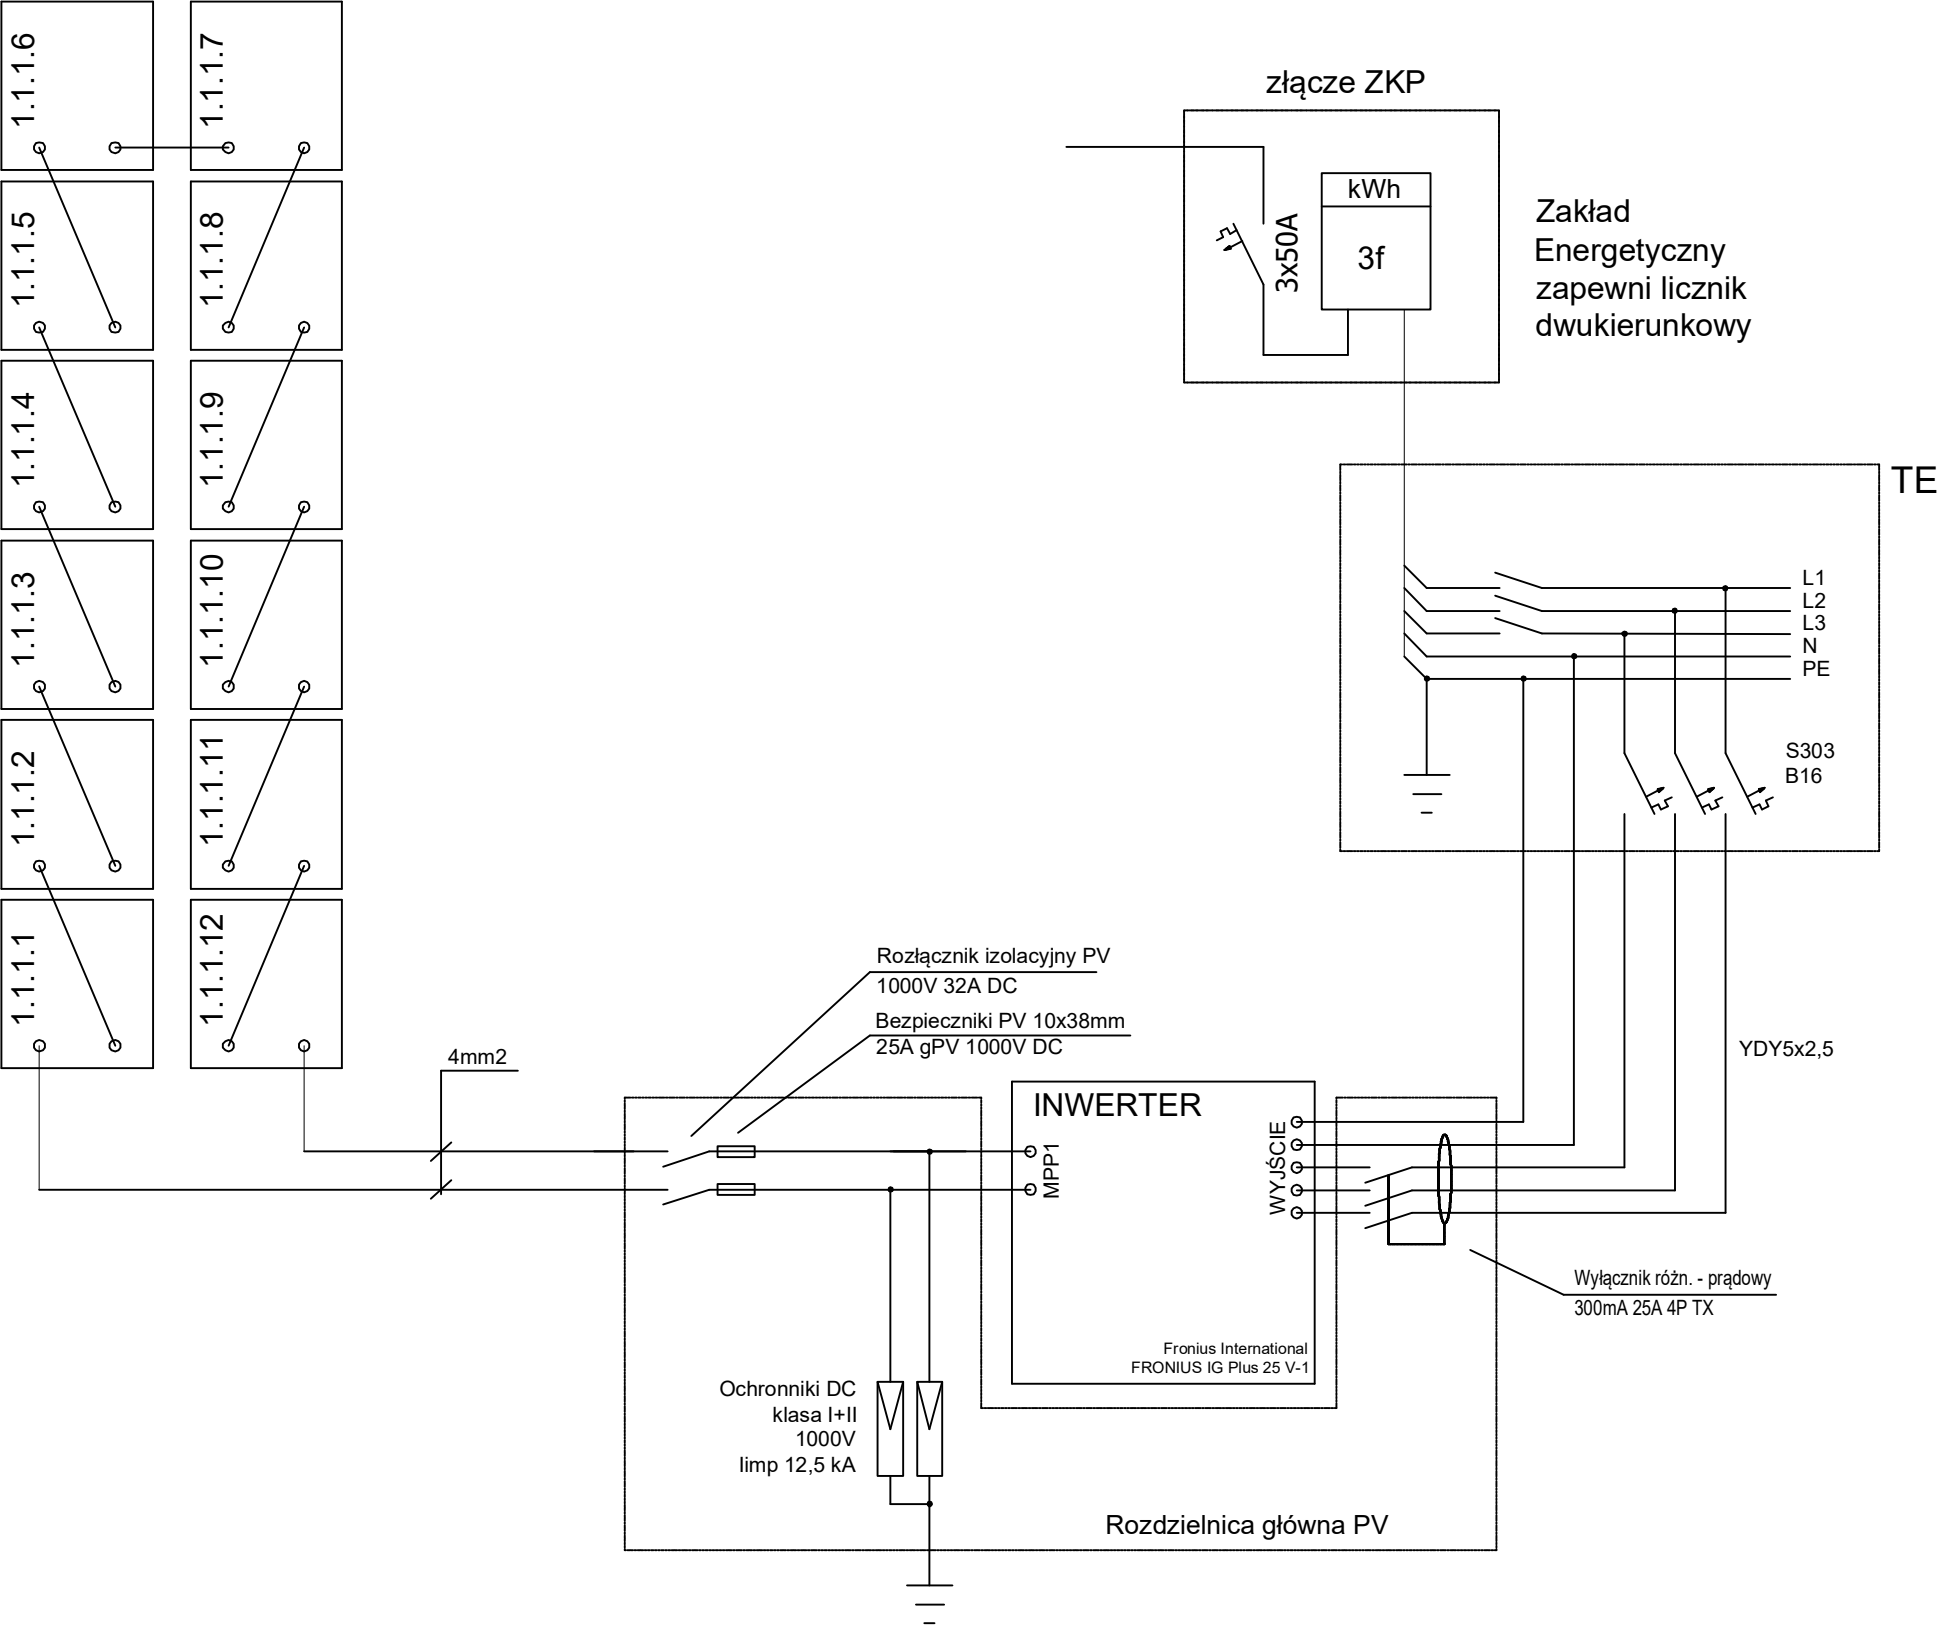 1.1.1.6
1.1.1.7
1.1.1.5
1.1.1.8
1.1.1.4
1.1.1.9
1.1.1.3
1.1.1.10
1.1.1.2
1.1.1.11
1.1.1.1
1.1.1.12
4mm2
złącze ZKP
3x50A
kWh
3f
Zakład
Energetyczny
zapewni licznik
dwukierunkowy
TE
L1
L2
L3
N
PE
S303
B16
YDY5x2,5
Rozłącznik izolacyjny PV
1000V 32A DC
Bezpieczniki PV 10x38mm
25A gPV 1000V DC
INWERTER
MPP1
WYJŚCIE
Fronius International
FRONIUS IG Plus 25 V-1
Wyłącznik różn. - prądowy
300mA 25A 4P TX
Ochronniki DC
klasa I+II
1000V
Iimp 12,5 kA
Rozdzielnica główna PV